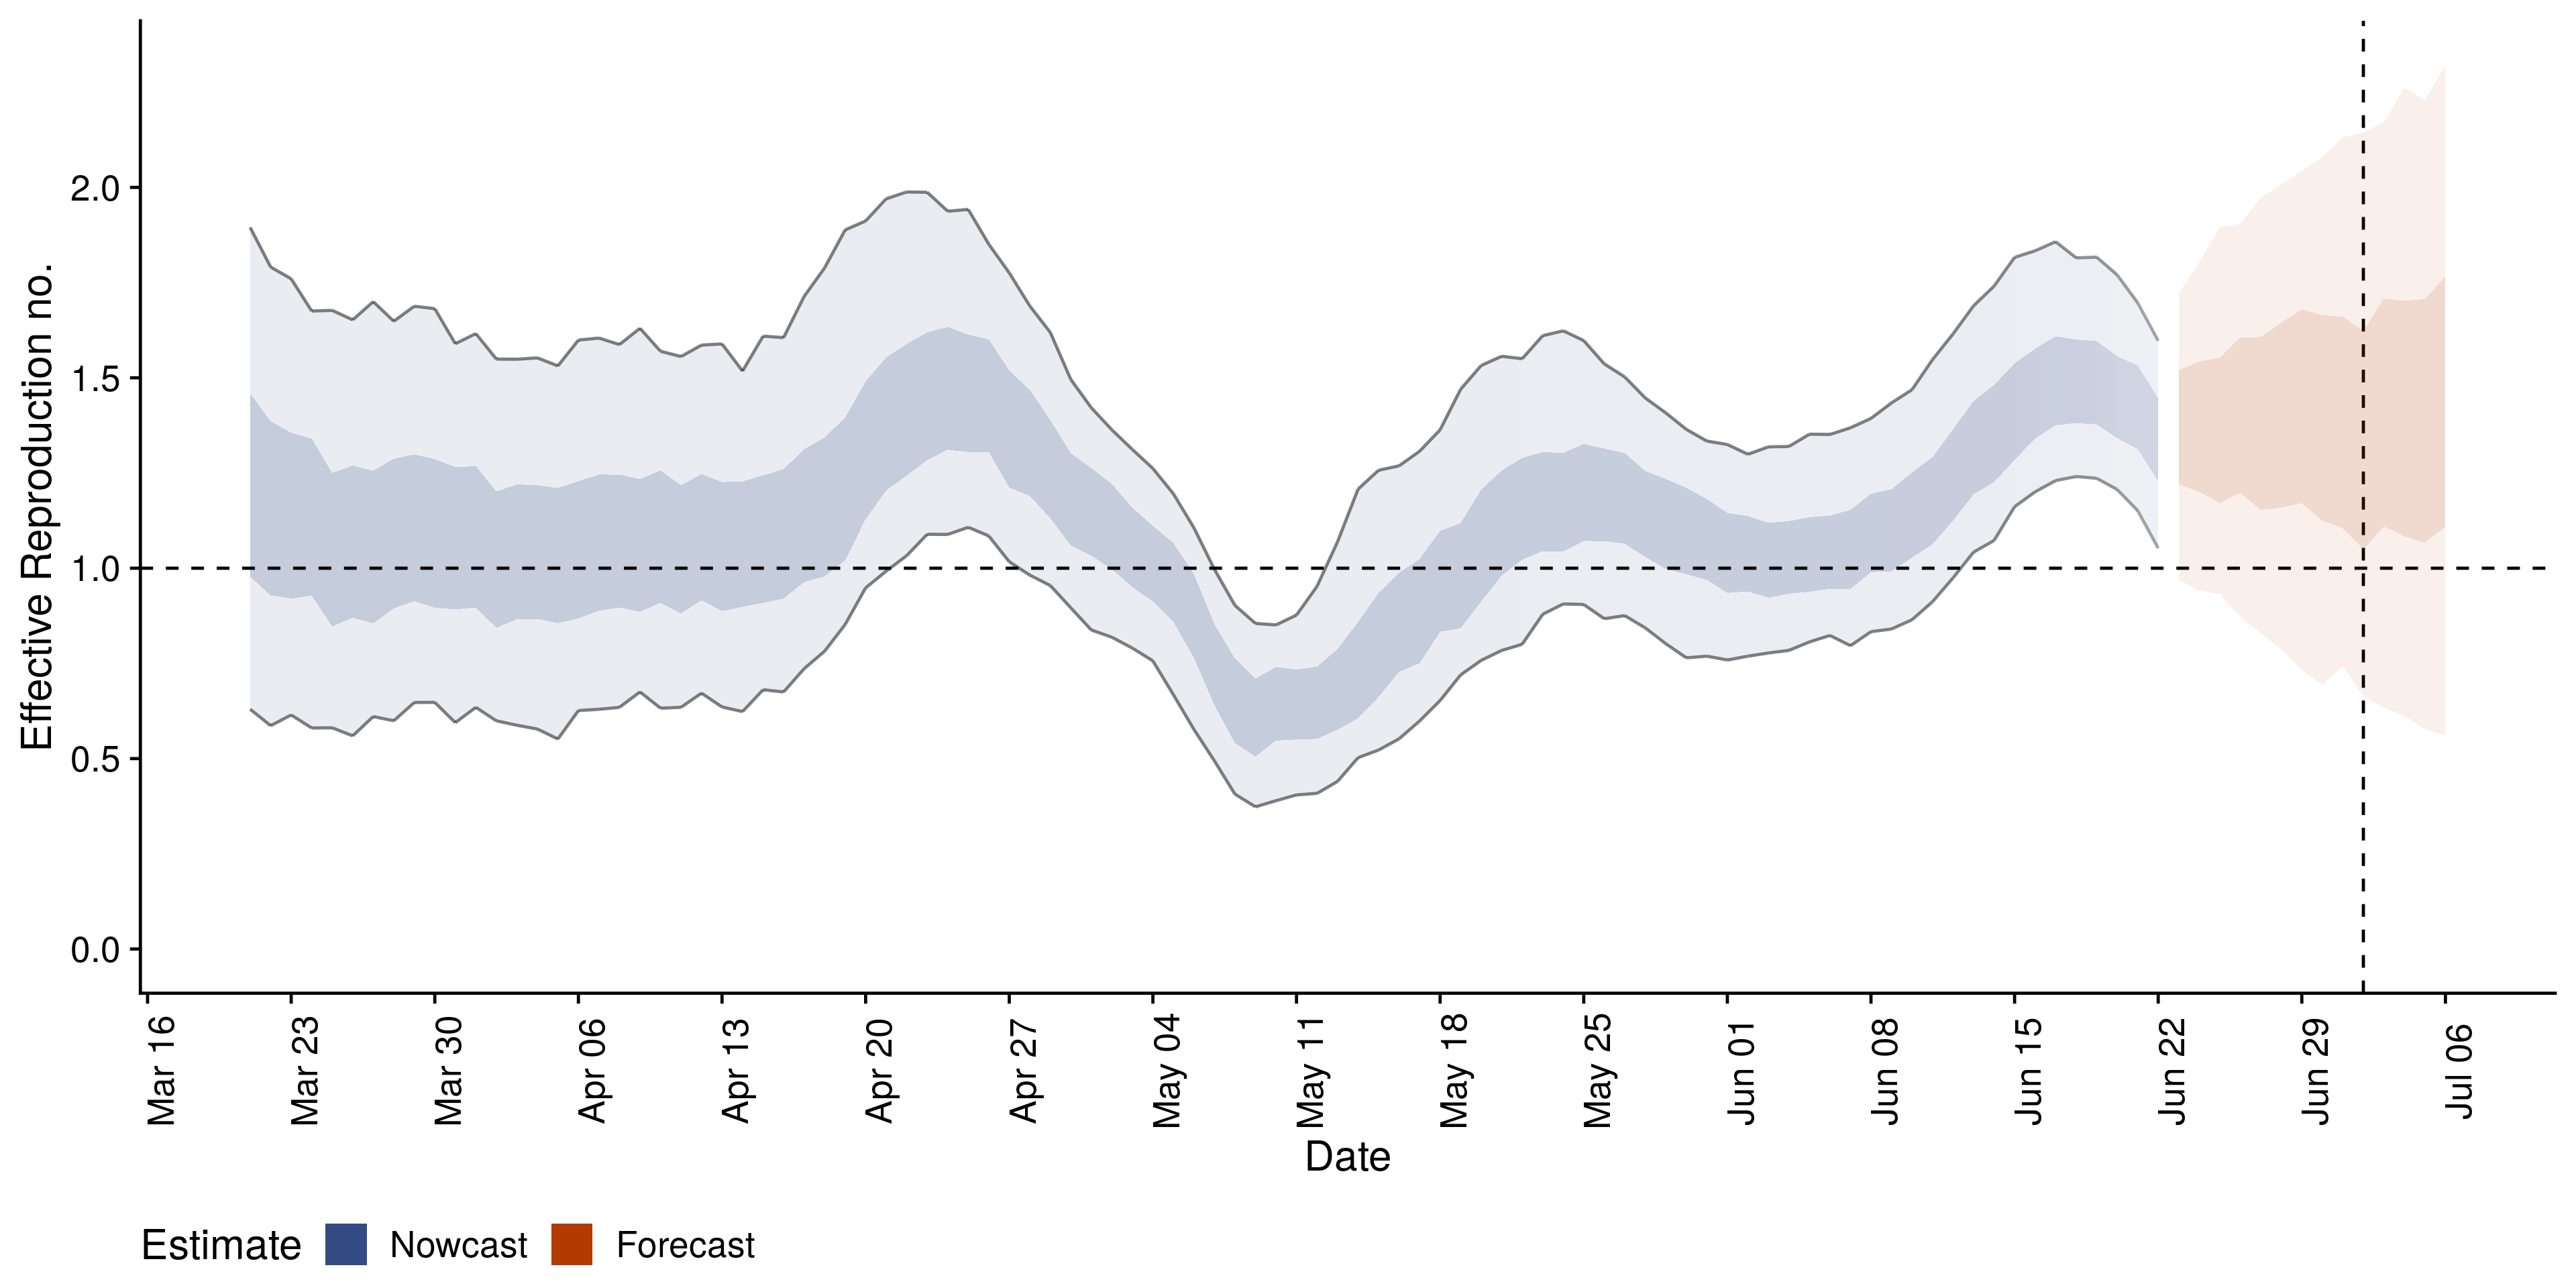 Effective Reproduction no.
2.0
1.5
1.0
0.5
0.0
Mar 16
Mar 23
Mar 30
Apr 06
Apr 13
Apr 20
Apr 27
May 04
May 11
May 18
May 25
Jun 01
Jun 08
Jun 15
Jun 22
Jun 29
Jul 06
Date
Estimate Nowcast Forecast